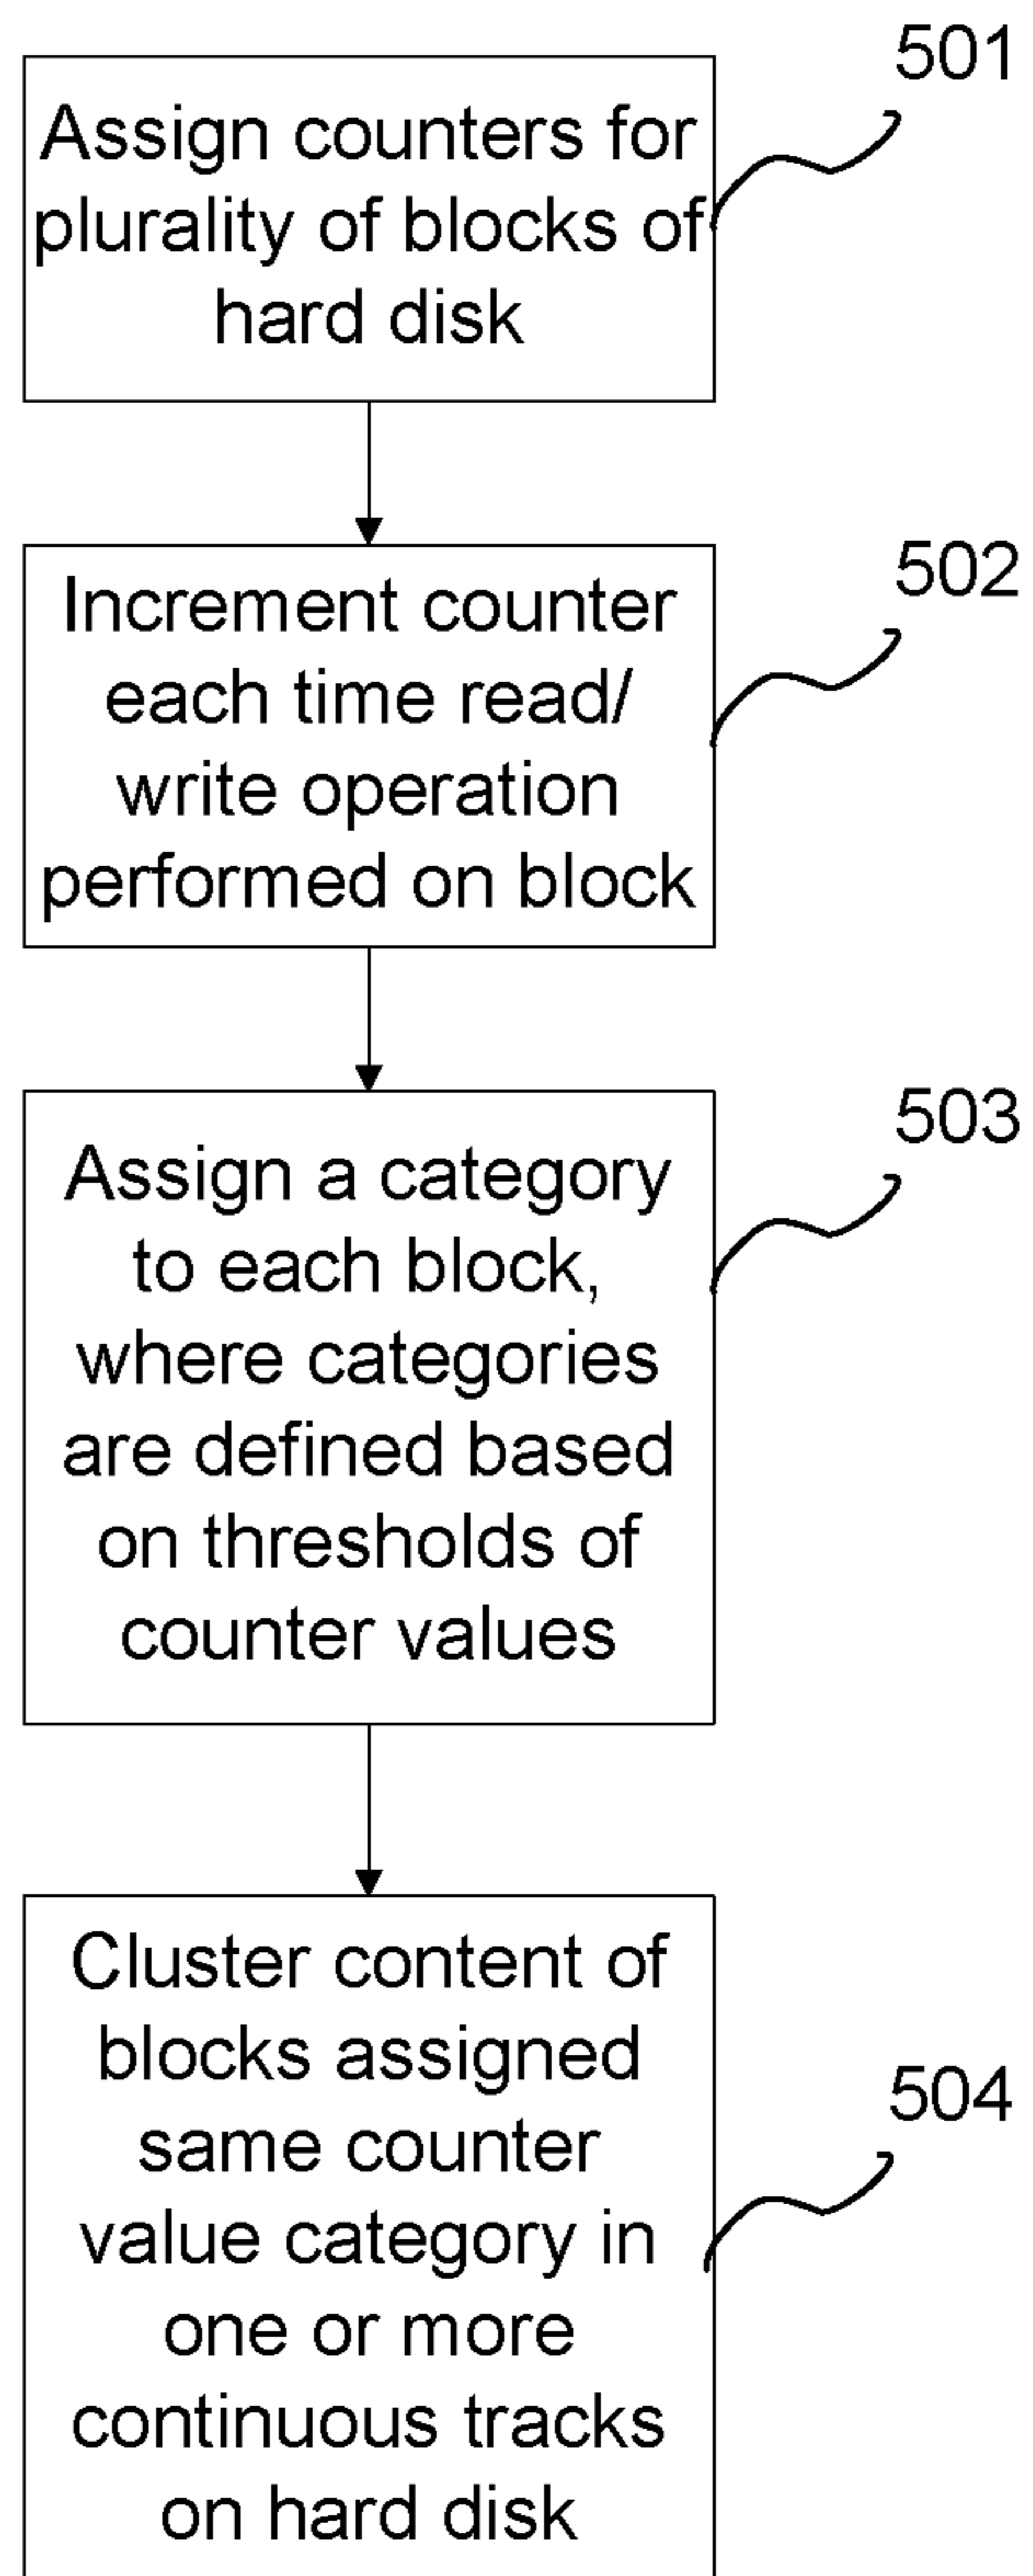 501
Assign counters for
plurality of blocks of
hard disk
502
Increment counter
each time read/
write operation
performed on block
503
Assign a category
to each block,
where categories
are defined based
on thresholds of
counter values
504
Cluster content of
blocks assigned
same counter
value category in
one or more
continuous tracks
on hard disk